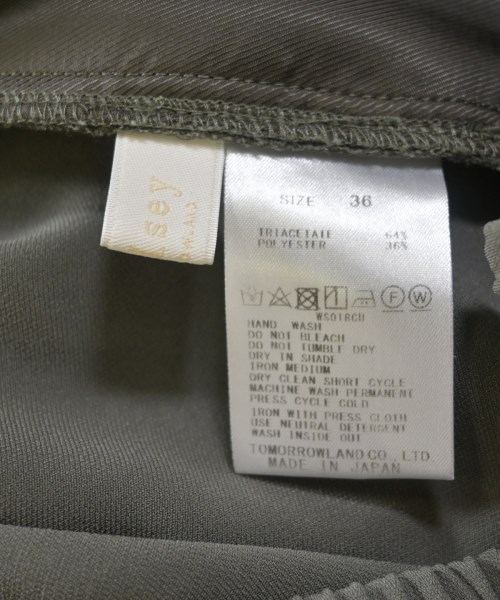 sey
SIZE 36
TRIACETATE 64%
POLYESTER 36%
F W
WS018CU
HAND WASH
DO NOT BLEACH
DO NOT TUMBLE DRY
DRY IN SHADE
IRON MEDIUM
DRY CLEAN SHORT CYCLE
MACHINE WASH PERMANENT
PRESS CYCLE COLD
IRON WITH PRESS CLOTH
USE NEUTRAL DETERGENT
WASH INSIDE OUT
TOMORROWLAND CO., LTD
MADE IN JAPAN